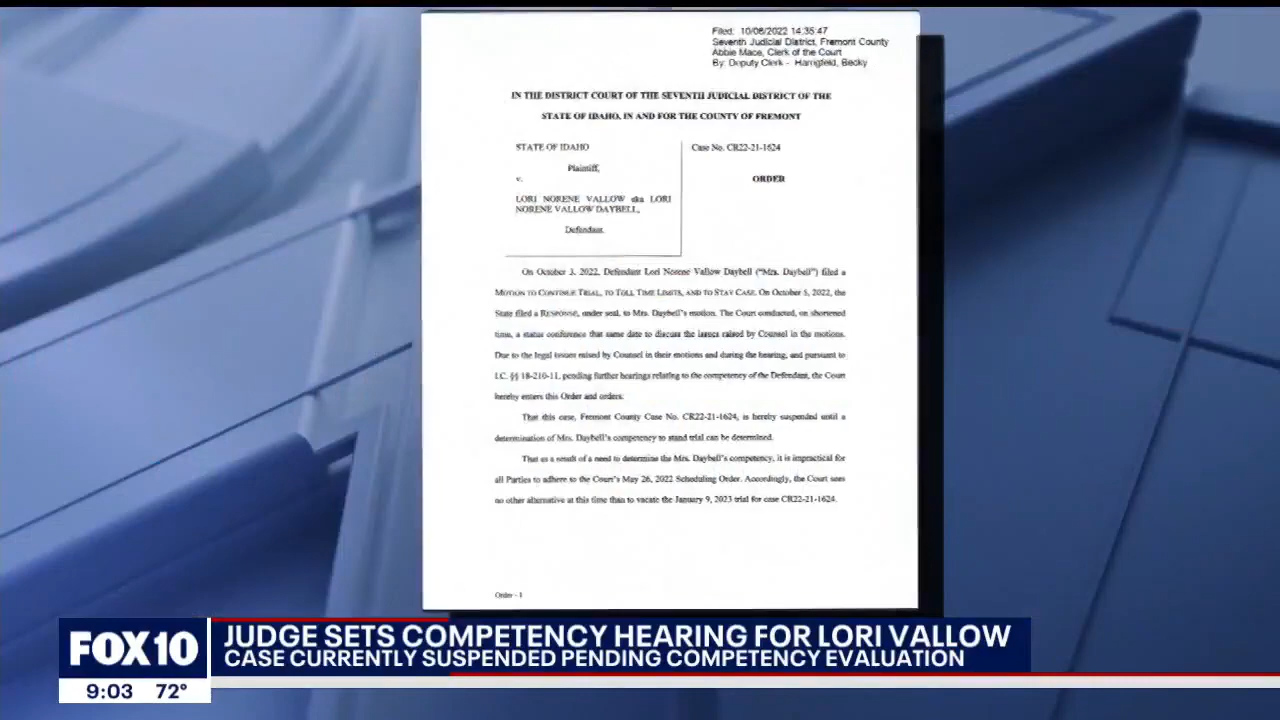 Filed: 10/06/2022 14:35:47
Seventh Judicial District, Fremont County
Abbie Mace, Clerk of the Court
By: Deputy Clerk - Harrigfeld, Becky
IN THE DISTRICT COURT OF THE SEVENTH JUDICIAL DISTRICT OF THE
STATE OF IDAHO, IN AND FOR THE COUNTY OF FREMONT
STATE OF IDAHO
Plaintiff,
v.
LORI NORENE VALLOW aka LORI
NORENE VALLOW DAYBELL,
Defendant.
Case No. CR22-21-1624
ORDER
On October 3, 2022, Defendant Lori Norene Vallow Daybell ("Mrs. Daybell") filed a
MOTION TO CONTINUE TRIAL, TO TOLL TIME LIMITS, AND TO STAY CASE. On October 5, 2022, the
State filed a RESPONSE, under seal, to Mrs. Daybell's motion. The Court conducted, on shortened
time, a status conference that same date to discuss the issues raised by Counsel in the motions.
Due to the legal issues raised by Counsel in their motions and during the hearing, and pursuant to
I.C. §§ 18-210-11, pending further hearings relating to the competency of the Defendant, the Court
hereby enters this Order and orders:
That this case, Fremont County Case No. CR22-21-1624, is hereby suspended until a
determination of Mrs. Daybell's competency to stand trial can be determined.
That as a result of a need to determine the Mrs. Daybell's competency, it is impractical for
all Parties to adhere to the Court's May 26, 2022 Scheduling Order. Accordingly, the Court sees
no other alternative at this time than to vacate the January 9, 2023 trial for case CR22-21-1624.
Order - 1
FOX10
9:03 72°
JUDGE SETS COMPETENCY HEARING FOR LORI VALLOW
CASE CURRENTLY SUSPENDED PENDING COMPETENCY EVALUATION